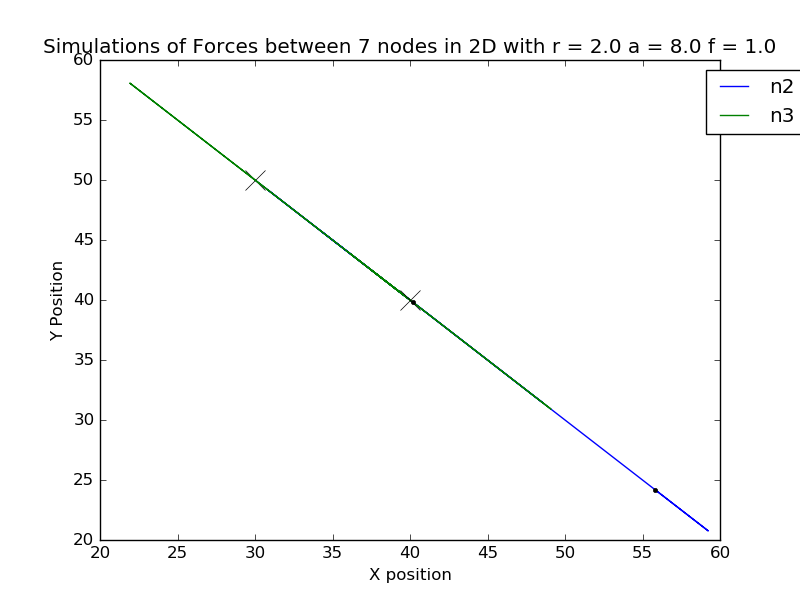 Simulations of Forces between 7 nodes in 2D with r = 2.0 a = 8.0 f = 1.0
60
n2
n3
55
50
45
40
35
30
25
20
Y Position
20 25 30 35 40 45 50 55 60
X position